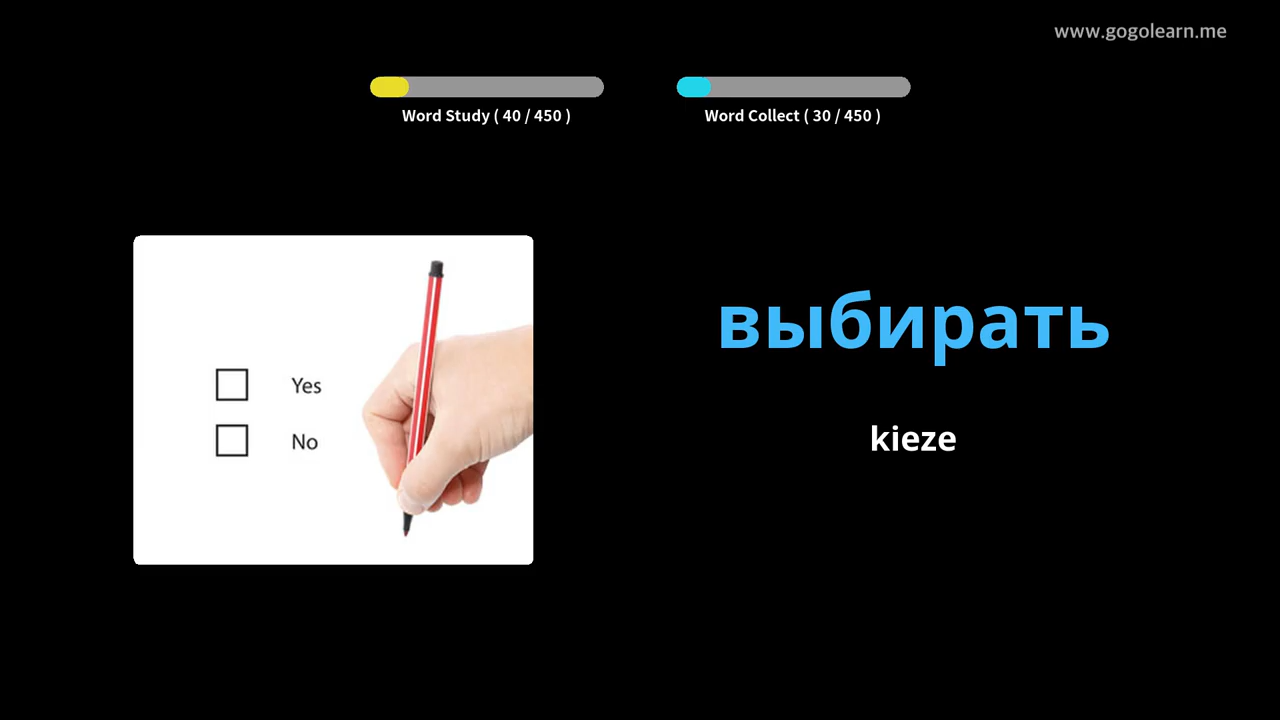 www.gogolearn.me
Word Study ( 40 / 450 )
Word Collect ( 30 / 450 )
выбирать
kieze
Yes
No